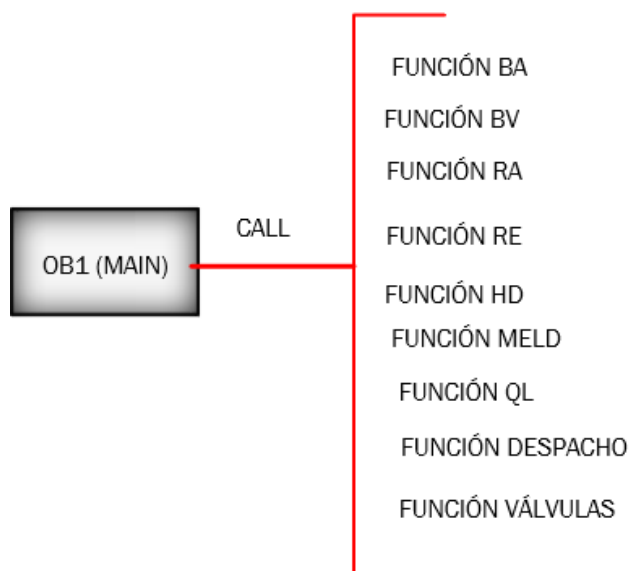 OB1 (MAIN)
CALL
FUNCIÓN BA
FUNCIÓN BV
FUNCIÓN RA
FUNCIÓN RE
FUNCIÓN HD
FUNCIÓN MELD
FUNCIÓN QL
FUNCIÓN DESPACHO
FUNCIÓN VÁLVULAS